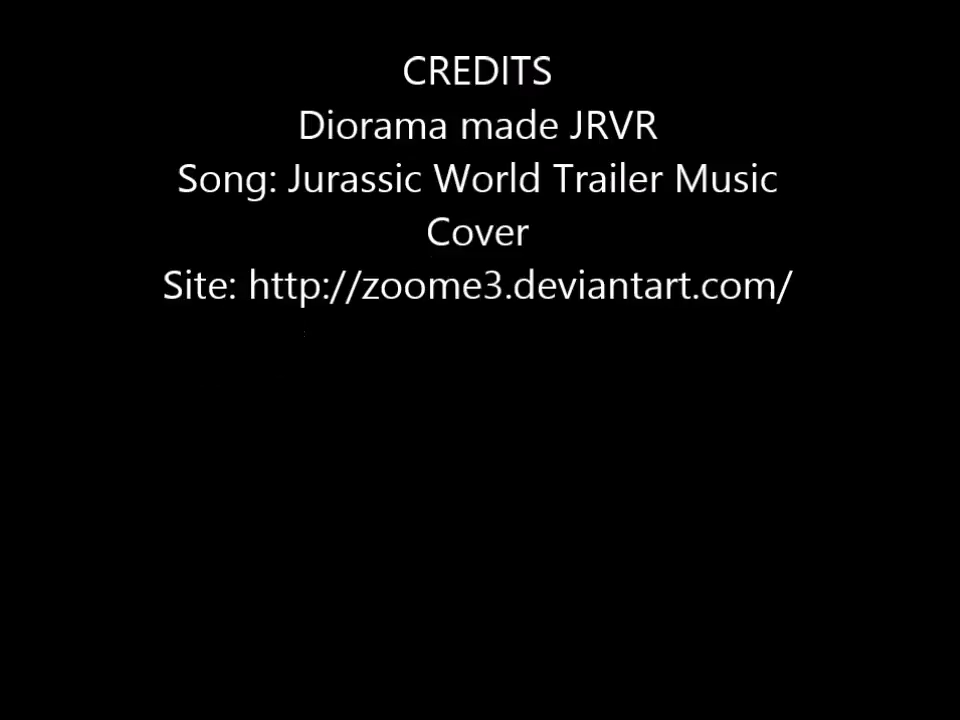 CREDITS
Diorama made JRVR
Song: Jurassic World Trailer Music
Cover
Site: http://zoome3.deviantart.com/